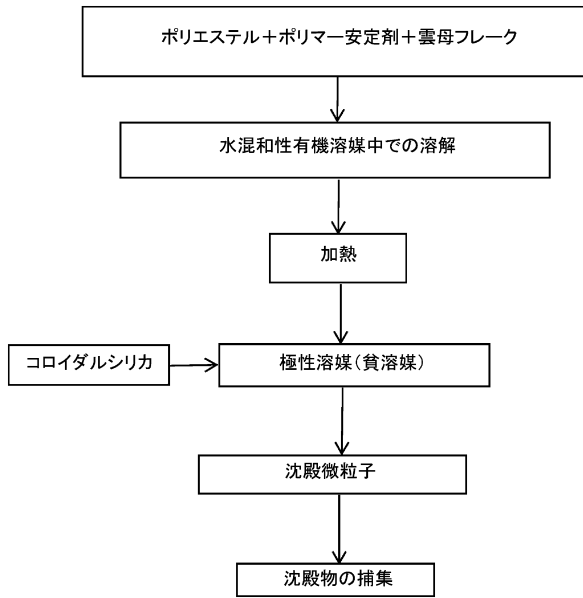 ポリエステル＋ポリマー安定剤＋雲母フレーク
水混和性有機溶媒中での溶解
加熱
コロイダルシリカ
極性溶媒（貧溶媒）
沈殿微粒子
沈殿物の捕集